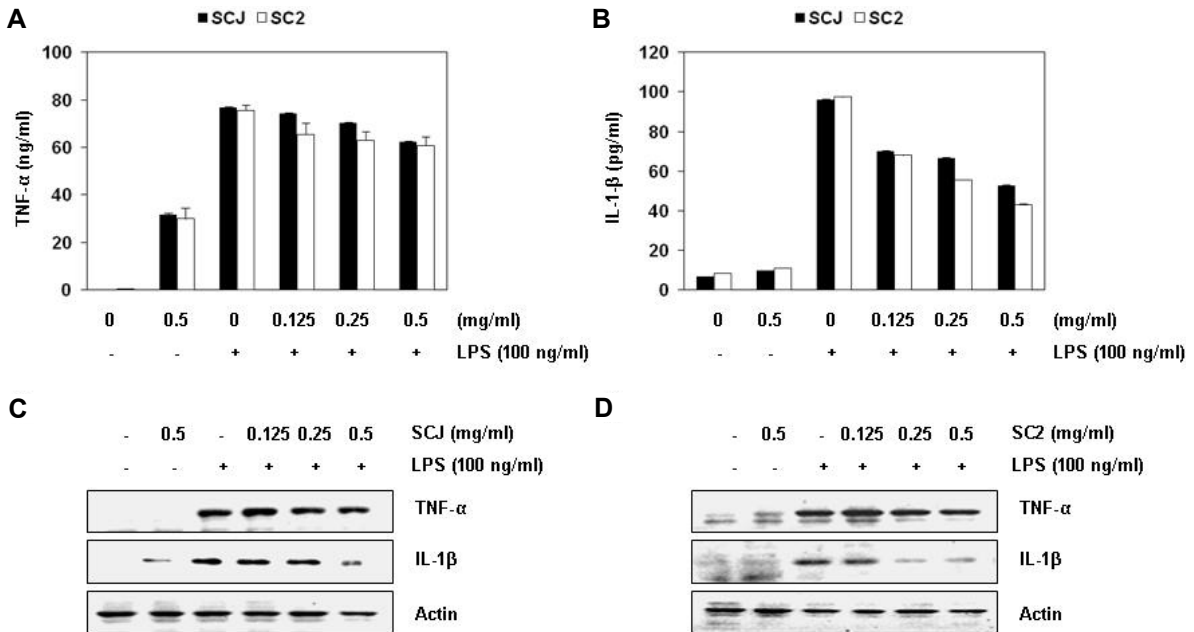 A
■SCJ □SC2
TNF-α (ng/ml)
100
80
60
40
20
0
0 0.5 0 0.125 0.25 0.5 (mg/ml)
- - + + + + LPS (100 ng/ml)
B
■SCJ □SC2
IL-1-β (pg/ml)
120
100
80
60
40
20
0
0 0.5 0 0.125 0.25 0.5 (mg/ml)
- - + + + + LPS (100 ng/ml)
C
- 0.5 - 0.125 0.25 0.5 SCJ (mg/ml)
- - + + + + LPS (100 ng/ml)
TNF-α
IL-1β
Actin
D
- 0.5 - 0.125 0.25 0.5 SC2 (mg/ml)
- - + + + + LPS (100 ng/ml)
TNF-α
IL-1β
Actin